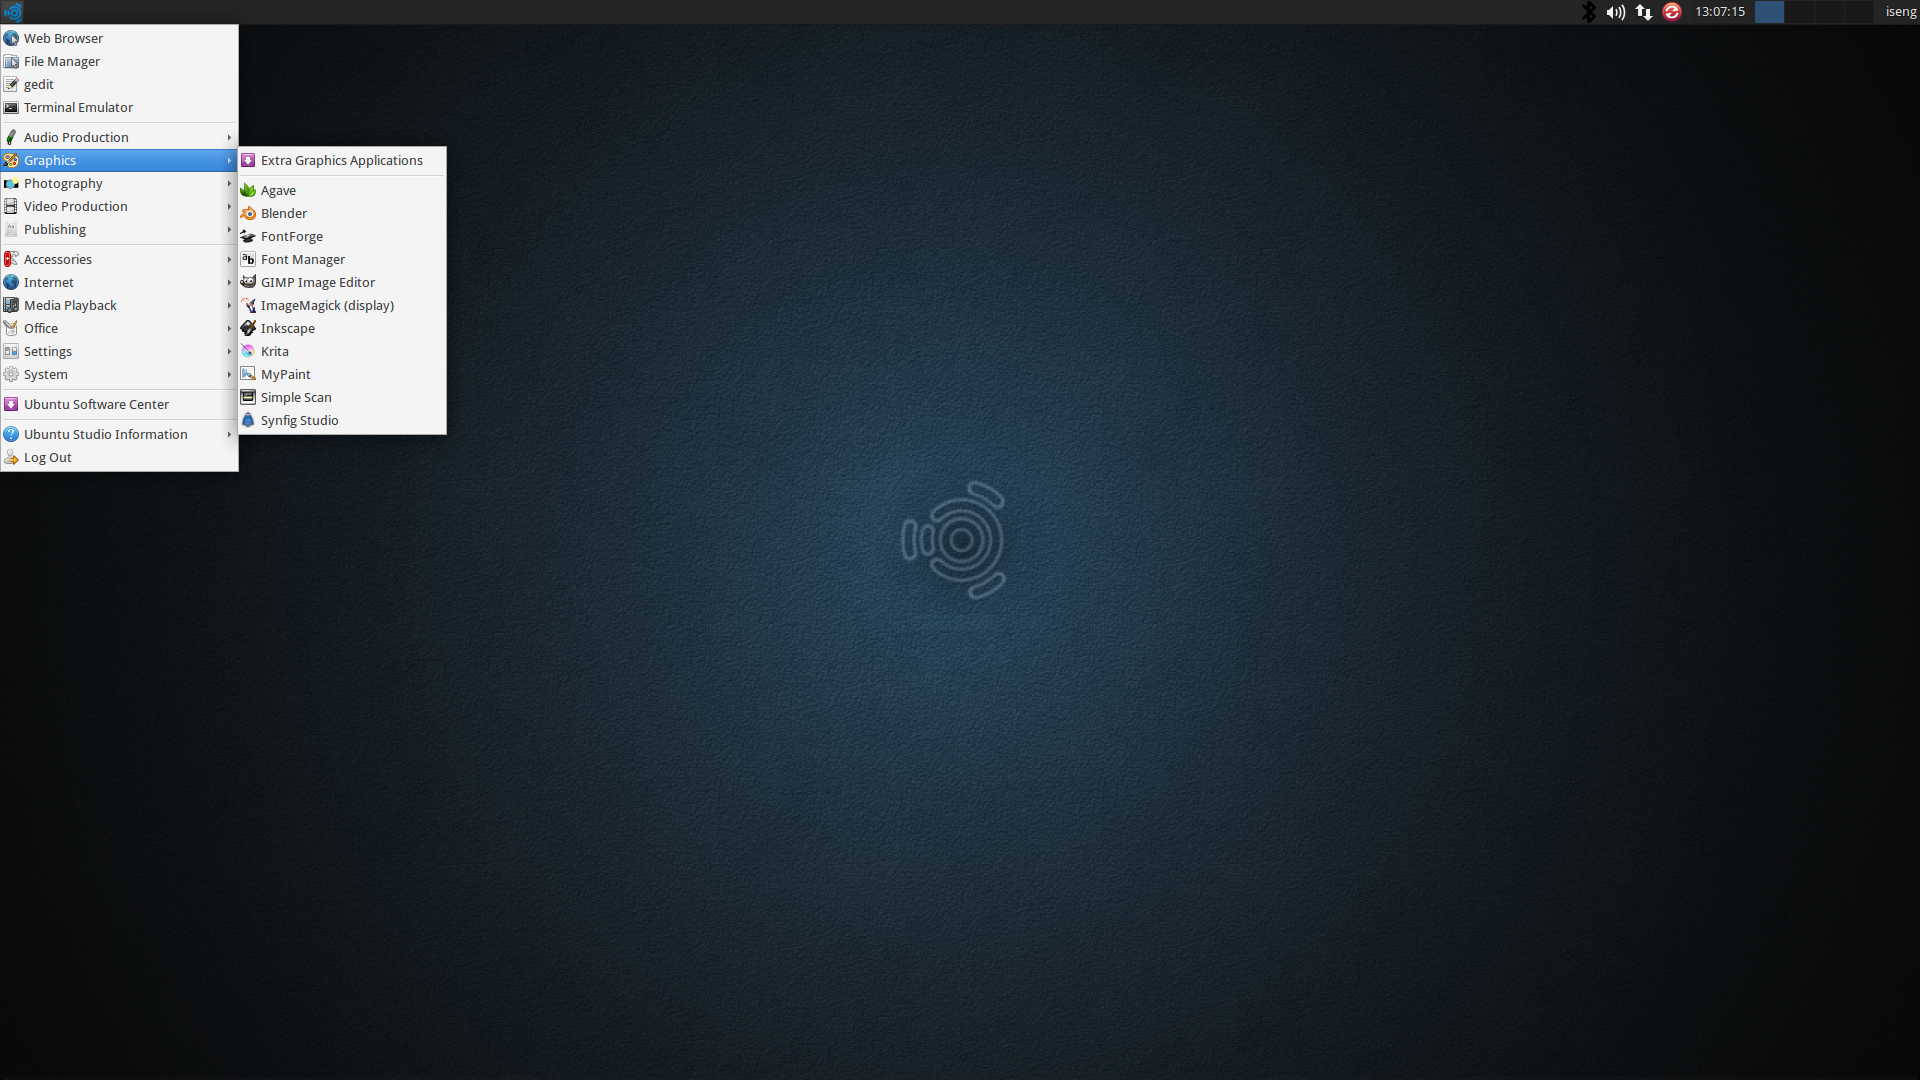 13:07:15
iseng
Web Browser
File Manager
gedit
Terminal Emulator
Audio Production
Graphics
Photography
Video Production
Publishing
Accessories
Internet
Media Playback
Office
Settings
System
Ubuntu Software Center
Ubuntu Studio Information
Log Out
Extra Graphics Applications
Agave
Blender
FontForge
Font Manager
GIMP Image Editor
ImageMagick (display)
Inkscape
Krita
MyPaint
Simple Scan
Synfig Studio